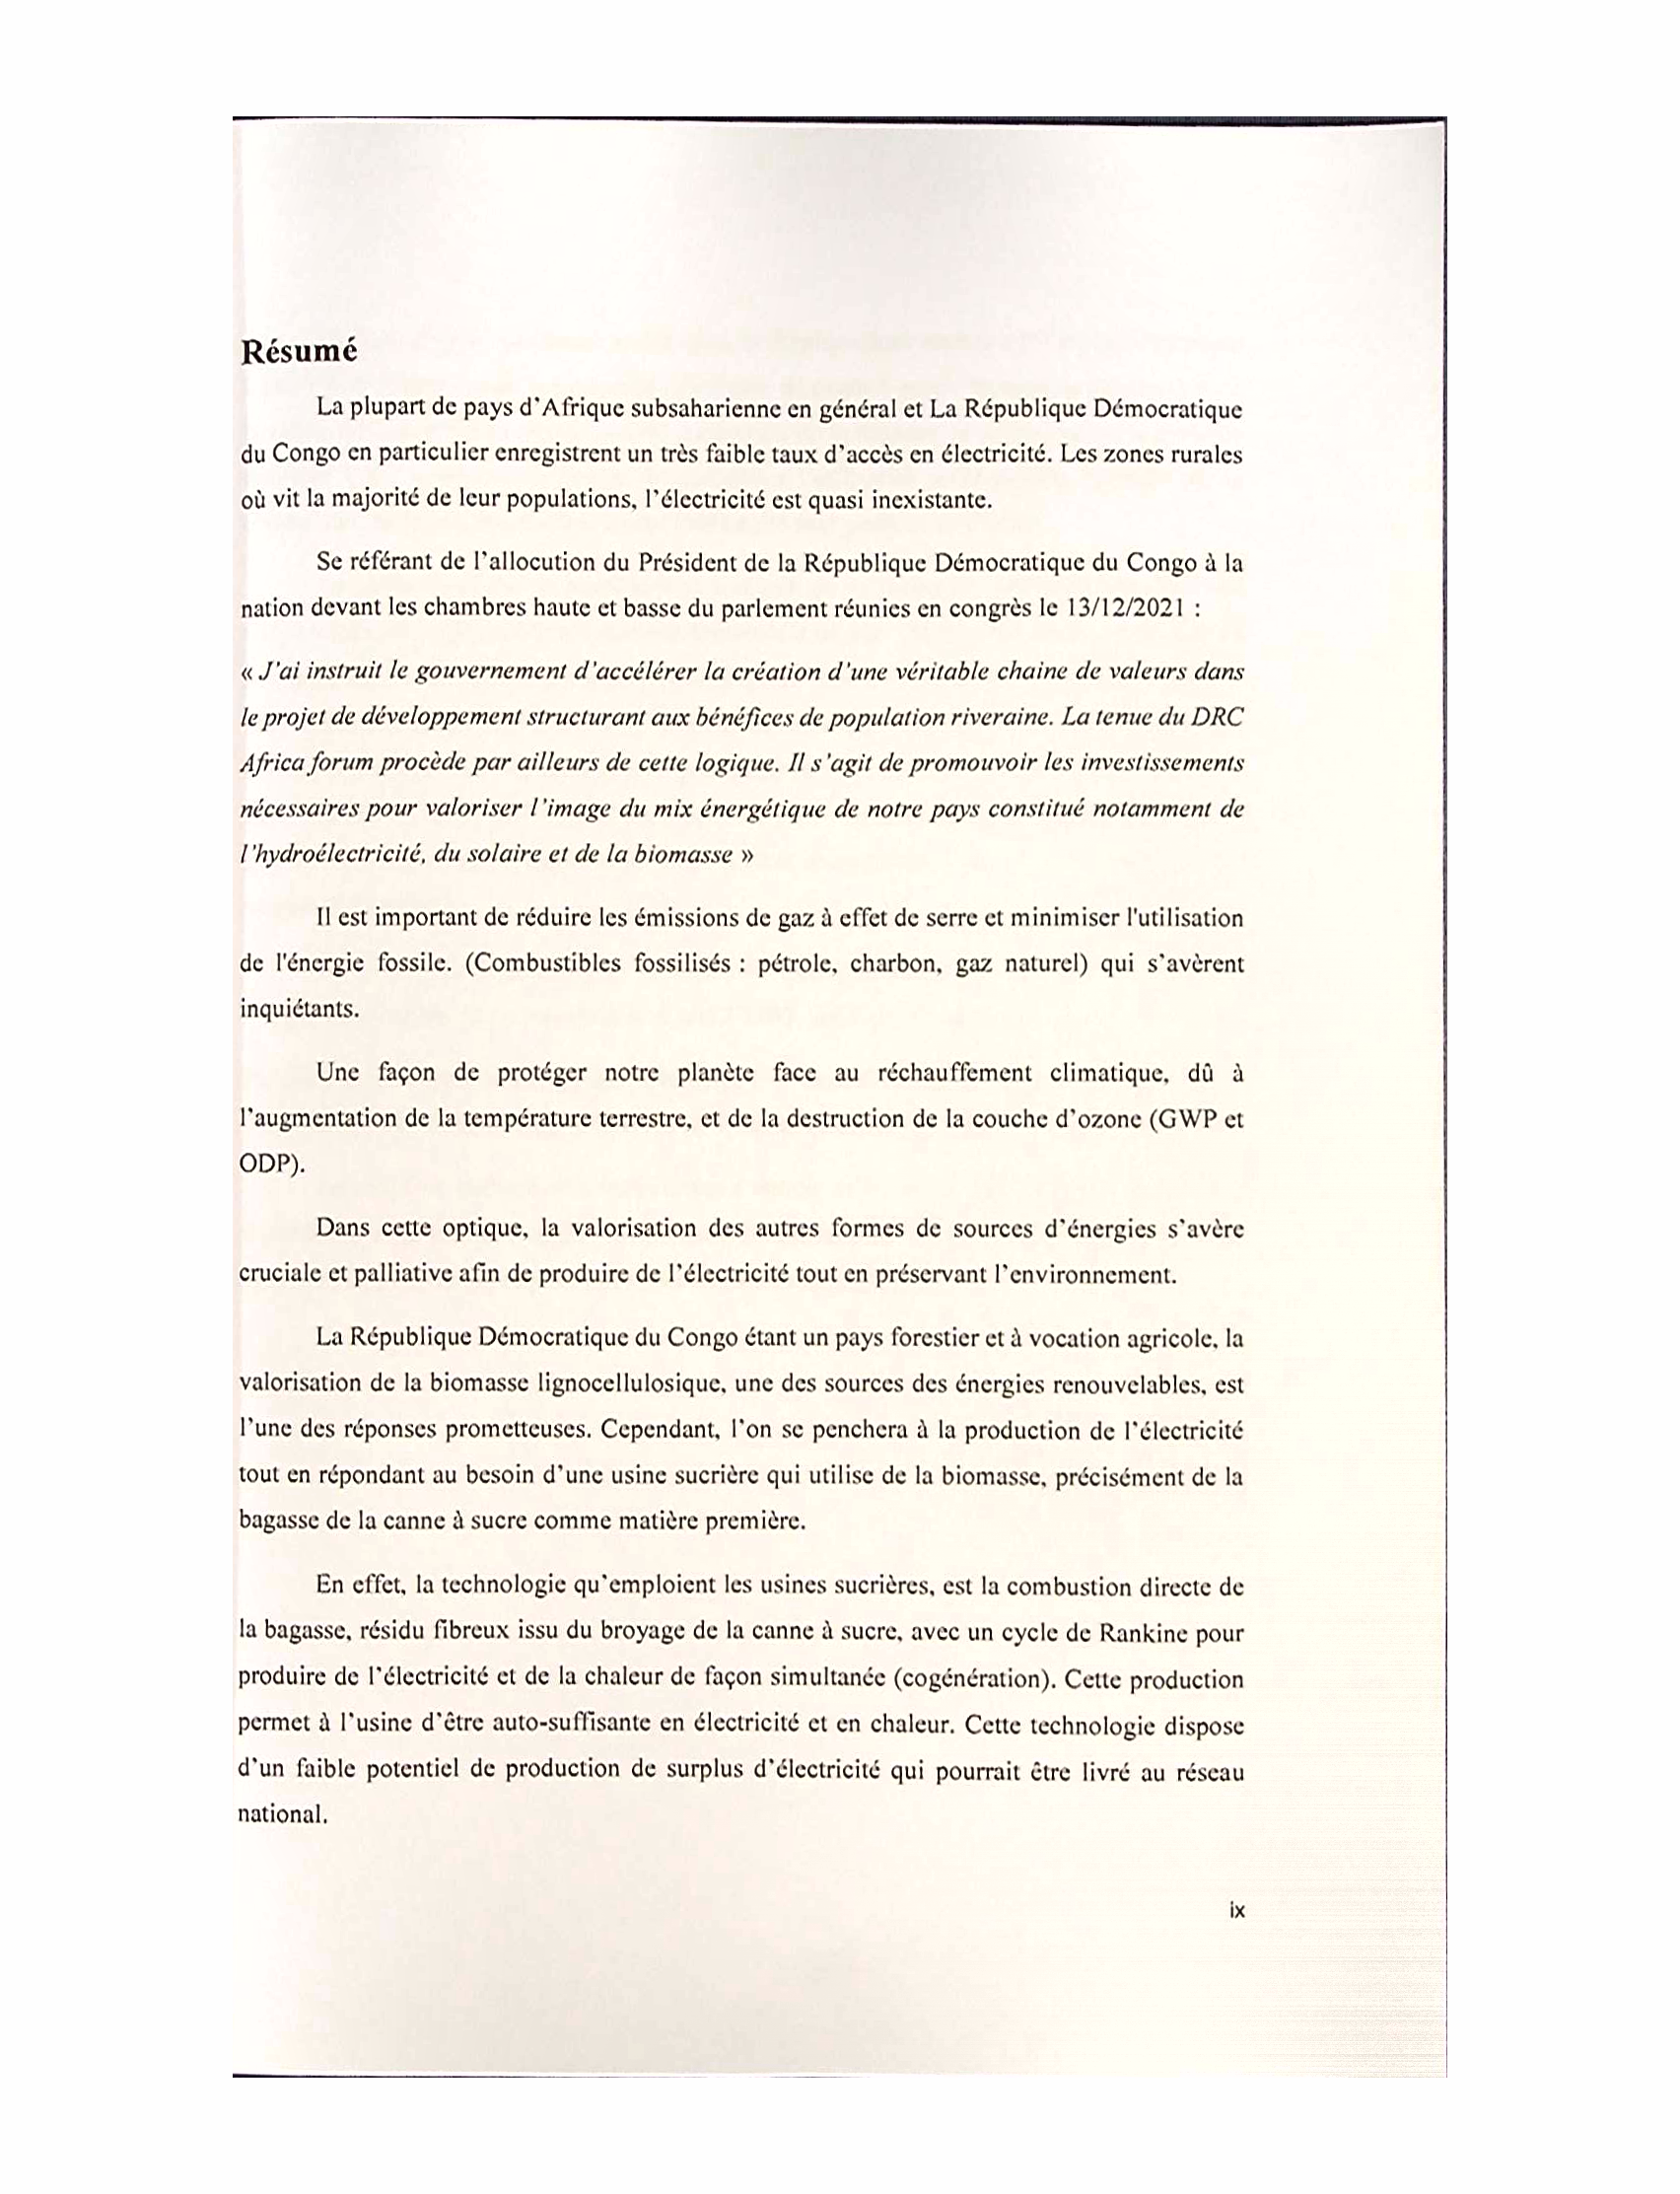 Résumé
La plupart de pays d'Afrique subsaharienne en général et La République Démocratique
du Congo en particulier enregistrent un très faible taux d'accès en électricité. Les zones rurales
où vit la majorité de leur populations, l'électricité est quasi inexistante.
Se référant de l'allocution du Président de la République Démocratique du Congo à la
nation devant les chambres haute et basse du parlement réunies en congrès le 13/12/2021 :
« J'ai instruit le gouvernement d'accélérer la création d'une véritable chaine de valeurs dans
le projet de développement structurant aux bénéfices de population riveraine. La tenue du DRC
Africa forum procède par ailleurs de cette logique. Il s'agit de promouvoir les investissements
nécessaires pour valoriser l'image du mix énergétique de notre pays constitué notamment de
l'hydroélectricité, du solaire et de la biomasse »
Il est important de réduire les émissions de gaz à effet de serre et minimiser l'utilisation
de l'énergie fossile. (Combustibles fossilisés : pétrole, charbon, gaz naturel) qui s'avèrent
inquiétants.
Une façon de protéger notre planète face au réchauffement climatique, dû à
l'augmentation de la température terrestre, et de la destruction de la couche d'ozone (GWP et
ODP).
Dans cette optique, la valorisation des autres formes de sources d'énergies s'avère
cruciale et palliative afin de produire de l'électricité tout en préservant l'environnement.
La République Démocratique du Congo étant un pays forestier et à vocation agricole, la
valorisation de la biomasse lignocellulosique, une des sources des énergies renouvelables, est
l'une des réponses prometteuses. Cependant, l'on se penchera à la production de l'électricité
tout en répondant au besoin d'une usine sucrière qui utilise de la biomasse, précisément de la
bagasse de la canne à sucre comme matière première.
En effet, la technologie qu'emploient les usines sucrières, est la combustion directe de
la bagasse, résidu fibreux issu du broyage de la canne à sucre, avec un cycle de Rankine pour
produire de l'électricité et de la chaleur de façon simultanée (cogénération). Cette production
permet à l'usine d'être auto-suffisante en électricité et en chaleur. Cette technologie dispose
d'un faible potentiel de production de surplus d'électricité qui pourrait être livré au réseau
national.
ix